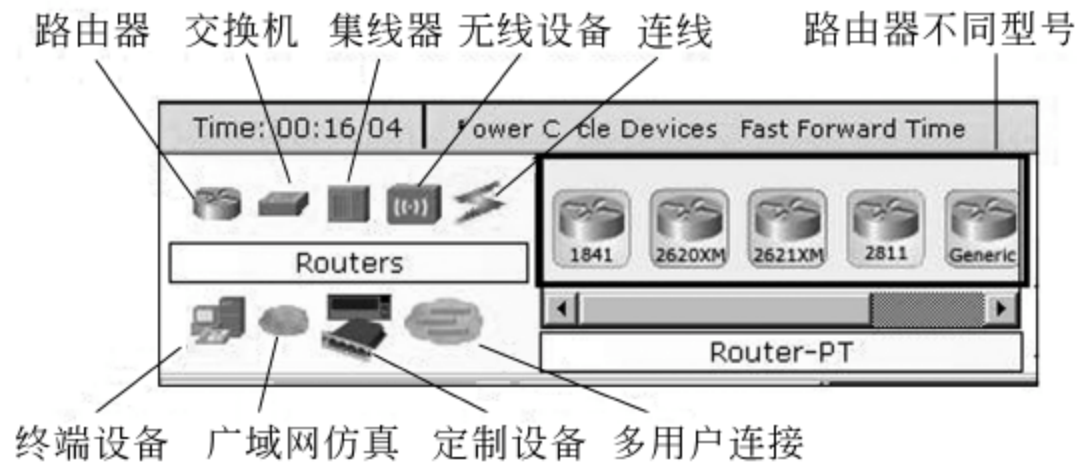 路由器 交换机 集线器 无线设备 连线 路由器不同型号
Time: 00:16:04 Devices Fast Forward Time
1841 2620XM 2621XM 2811 Generic
Routers
Router-PT
终端设备 广域网仿真 定制设备 多用户连接